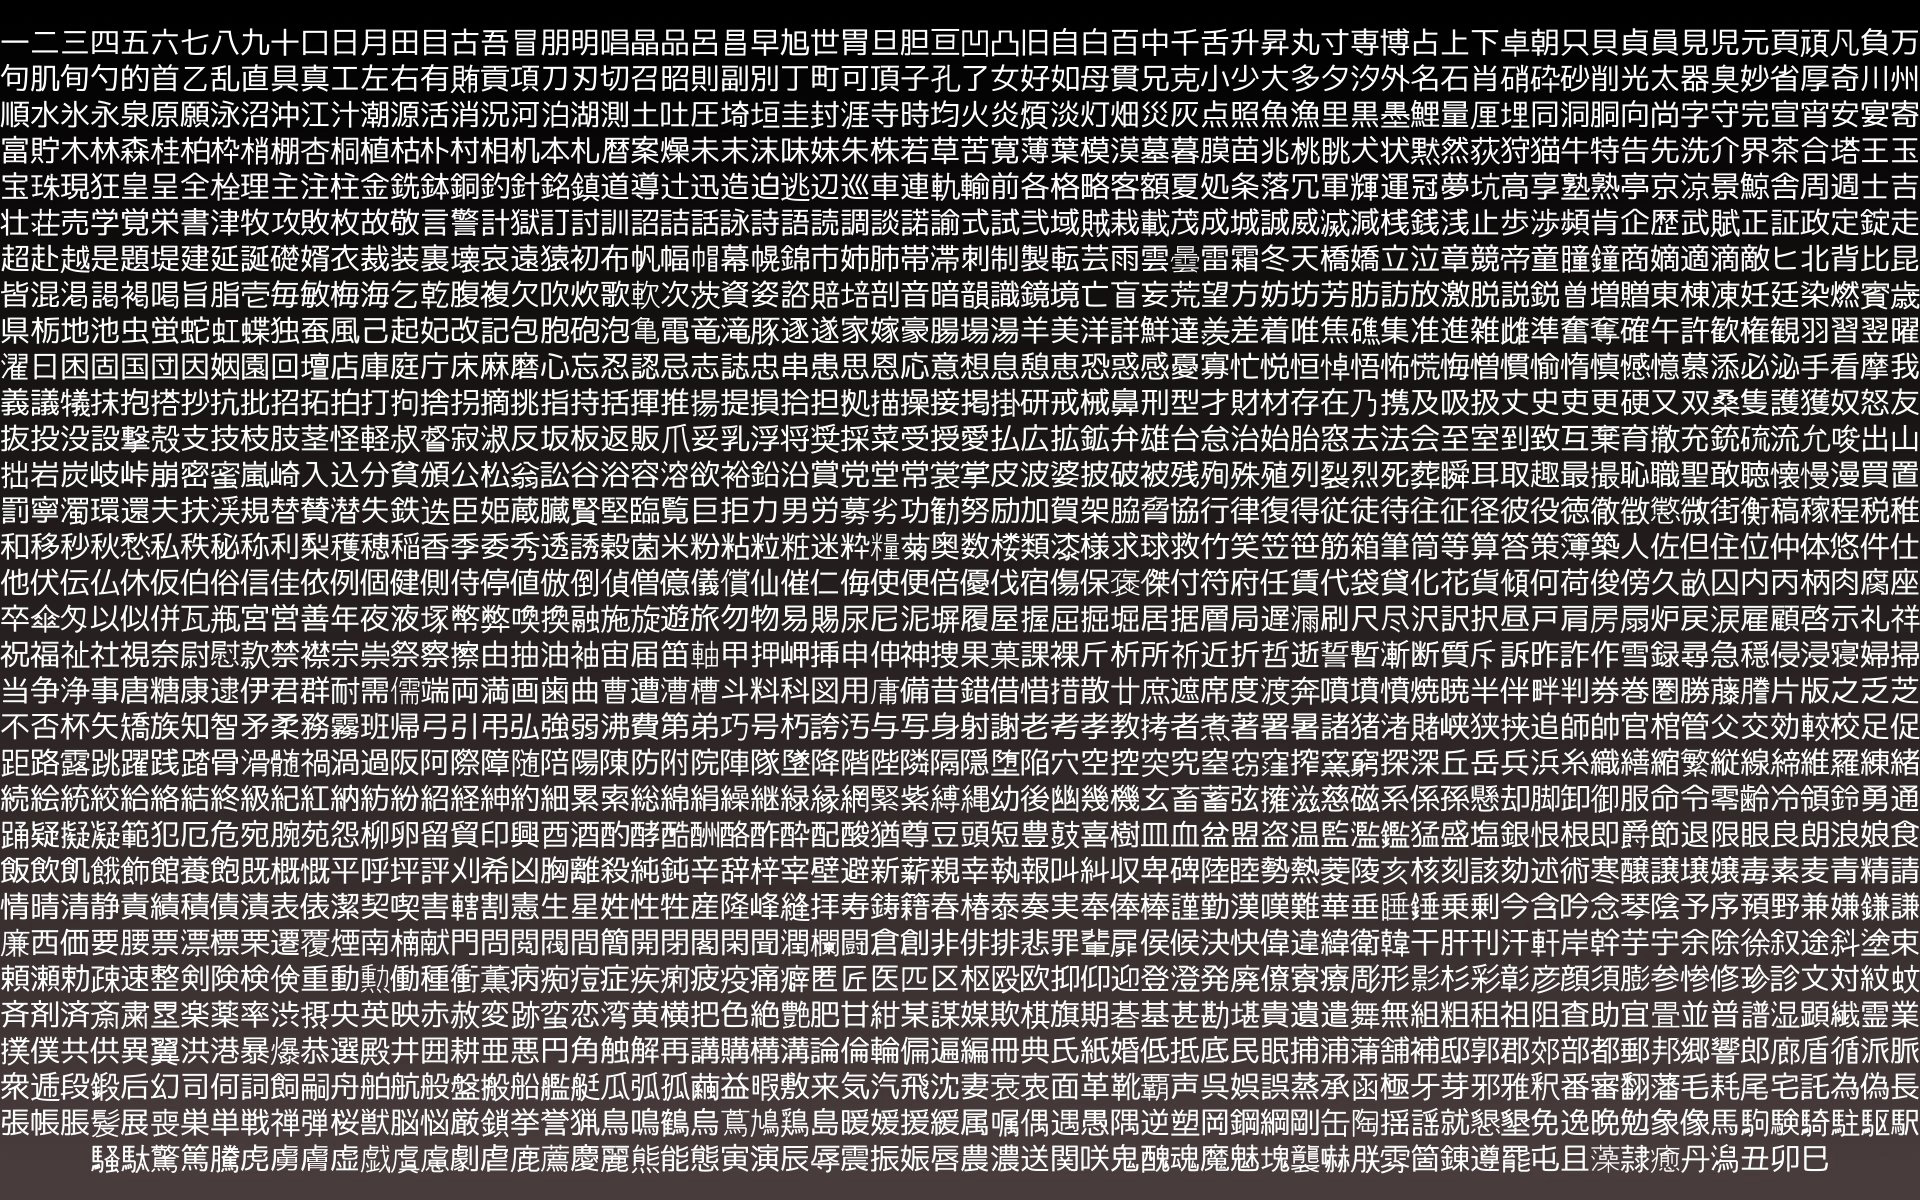 一二三四五六七八九十口日月田目古吾冒朋明唱晶品呂昌早旭世胃旦胆亘凹凸旧自白百中千舌升昇丸寸専博占上下卓朝只貝貞員見児元頁頑凡負万
句肌旬勺的首乙乱直具真工左右有賄貢項刀刃切召昭則副別丁町可頂子孔了女好如母貫兄克小少大多夕汐外名石肖硝砕砂削光太器臭妙省厚奇川州
順水氷永泉原願泳沼沖江汁潮源活消況河泊湖測土吐圧埼垣圭封涯寺時均火炎煩淡灯畑災灰点照魚漁里黒墨鯉量厘埋同洞胴向尚字守完宣宵安宴寄
富貯木林森桂柏枠梢棚杏桐植枯朴村相机本札暦案燥未末沫味妹朱株若草苦寛薄葉模漠墓暮膜苗兆桃眺犬状黙然荻狩猫牛特告先洗介界茶合塔王玉
宝珠現狂皇呈全栓理主注柱金銑鉢銅釣針銘鎮道導辻迅造迫逃辺巡車連軌輸前各格略客額夏処条落冗軍輝運冠夢坑高享塾熟亭京涼景鯨舎周週士吉
壮荘売学覚栄書津牧攻敗枚故敬言警計獄訂討訓詔詰話詠詩語読調談諾諭式試弐域賊栽載茂成城誠威滅減桟銭浅止歩渉頻肯企歴武賦正証政定錠走
超赴越是題堤建延誕礎婿衣裁装裏壊哀遠猿初布帆幅帽幕幌錦市姉肺帯滞刺制製転芸雨雲曇雷霜冬天橋嬌立泣章競帝童瞳鐘商嫡適滴敵匕北背比昆
皆混渇謁褐喝旨脂壱毎敏梅海乞乾腹複欠吹炊歌軟次茨資姿諮賠培剖音暗韻識鏡境亡盲妄荒望方妨坊芳肪訪放激脱説鋭曽増贈東棟凍妊廷染燃賓歳
県栃地池虫蛍蛇虹蝶独蚕風己起妃改記包胞砲泡亀電竜滝豚逐遂家嫁豪腸場湯羊美洋詳鮮達羨差着唯焦礁集准進雑雌準奮奪確午許歓権観羽習翌曜
濯曰困固国団因姻園回壇店庫庭庁床麻磨心忘忍認忌志誌忠串患思恩応意想息憩恵恐惑感憂寡忙悦恒悼悟怖慌悔憎慣愉惰慎憾憶慕添必泌手看摩我
義議犠抹抱搭抄抗批招拓拍打拘捨拐摘挑指持括揮推揚提損拾担拠描操接掲掛研戒械鼻刑型才財材存在乃携及吸扱丈史吏更硬又双桑隻護獲奴怒友
抜投没設撃殻支技枝肢茎怪軽叔督寂淑反坂板返販爪妥乳浮将奨採菜受授愛払広拡鉱弁雄台怠治始胎窓去法会至室到致互棄育撤充銃硫流允唆出山
拙岩炭岐峠崩密蜜嵐崎入込分貧頒公松翁訟谷浴容溶欲裕鉛沿賞党堂常裳掌皮波婆披破被残殉殊殖列裂烈死葬瞬耳取趣最撮恥職聖敢聴懐慢漫買置
罰寧濁環還夫扶渓規替賛潜失鉄迭臣姫蔵臓賢堅臨覧巨拒力男労募劣功勧努励加賀架脇脅協行律復得従徒待往征径彼役徳徹徴懲微街衡稿稼程税稚
和移秒秋愁私秩秘称利梨穫穂稲香季委秀透誘穀菌米粉粘粒粧迷粋糧菊奥数楼類漆様求球救竹笑笠笹筋箱筆筒等算答策簿築人佐但住位仲体悠件仕
他伏伝仏休仮伯俗信佳依例個健側侍停値倣倒偵僧億儀償仙催仁侮使便倍優伐宿傷保褒傑付符府任賃代袋貸化花貨傾何荷俊傍久畝囚内丙柄肉腐座
卒傘匁以似併瓦瓶宮営善年夜液塚幣弊喚換融施旋遊旅勿物易賜尿尼泥塀履屋握屈掘堀居据層局遅漏刷尺尽沢訳択昼戸肩房扇炉戻涙雇顧啓示礼祥
祝福祉社視奈尉慰款禁襟宗崇祭察擦由抽油袖宙届笛軸甲押岬挿申伸神捜果菓課裸斤析所祈近折哲逝誓暫漸断質斥訴昨詐作雪録尋急穏侵浸寝婦掃
当争浄事唐糖康逮伊君群耐需儒端両満画歯曲曹遭漕槽斗料科図用庸備昔錯借惜措散廿庶遮席度渡奔噴墳憤焼暁半伴畔判券巻圏勝藤謄片版之乏芝
不否杯矢矯族知智矛柔務霧班帰弓引弔弘強弱沸費第弟巧号朽誇汚与写身射謝老考孝教拷者煮著署暑諸猪渚賭峡狭挟追師帥官棺管父交効較校足促
距路露跳躍践踏骨滑髄禍渦過阪阿際障随陪陽陳防附院陣隊墜降階陛隣隔隠堕陥穴空控突究窒窃窪搾窯窮探深丘岳兵浜糸織繕縮繁縦線締維羅練緒
続絵統絞給絡結終級紀紅納紡紛紹経紳約細累索総綿絹繰継緑縁網緊紫縛縄幼後幽幾機玄畜蓄弦擁滋慈磁系係孫懸却脚卸御服命令零齢冷領鈴勇通
踊疑擬凝範犯厄危宛腕苑怨柳卵留貿印興酉酒酌酵酷酬酪酢酔配酸猶尊豆頭短豊鼓喜樹皿血盆盟盗温監濫鑑猛盛塩銀恨根即爵節退限眼良朗浪娘食
飯飲飢餓飾館養飽既概慨平呼坪評刈希凶胸離殺純鈍辛辞梓宰壁避新薪親幸執報叫糾収卑碑陸睦勢熱菱陵亥核刻該劾述術寒醸譲壌嬢毒素麦青精請
情晴清静責績積債漬表俵潔契喫害轄割憲生星姓性牲産隆峰縫拝寿鋳籍春椿泰奏実奉俸棒謹勤漢嘆難華垂睡錘乗剰今含吟念琴陰予序預野兼嫌鎌謙
廉西価要腰票漂標栗遷覆煙南楠献門問閲閥間簡開閉閣閑聞潤欄闘倉創非俳排悲罪輩扉侯候決快偉違緯衛韓干肝刊汗軒岸幹芋宇余除徐叙途斜塗束
頼瀬勅疎速整剣険検倹重動勲働種衝薫病痴痘症疾痢疲疫痛癖匿匠医匹区枢殴欧抑仰迎登澄発廃僚寮療彫形影杉彩彰彦顔須膨参惨修珍診文対紋蚊
斉剤済斎粛塁楽薬率渋摂央英映赤赦変跡蛮恋湾黄横把色絶艶肥甘紺某謀媒欺棋旗期碁基甚勘堪貴遺遣舞無組粗租祖阻査助宜畳並普譜湿顕繊霊業
撲僕共供異翼洪港暴爆恭選殿井囲耕亜悪円角触解再講購構溝論倫輪偏遍編冊典氏紙婚低抵底民眠捕浦蒲舗補邸郭郡郊部都郵邦郷響郎廊盾循派脈
衆逓段鍛后幻司伺詞飼嗣舟舶航般盤搬船艦艇瓜弧孤繭益暇敷来気汽飛沈妻衰衷面革靴覇声呉娯誤蒸承函極牙芽邪雅釈番審翻藩毛耗尾宅託為偽長
張帳脹髪展喪巣単戦禅弾桜獣脳悩厳鎖挙誉猟鳥鳴鶴烏蔦鳩鶏島暖媛援緩属嘱偶遇愚隅逆塑岡鋼綱剛缶陶揺謡就懇墾免逸晩勉象像馬駒験騎駐駆駅
騒駄驚篤騰虎虜膚虚戯虞慮劇虐鹿薦慶麗熊能態寅演辰辱震振娠唇農濃送関咲鬼醜魂魔魅塊襲嚇朕雰箇錬遵罷屯且藻隷癒丹潟丑卯巳